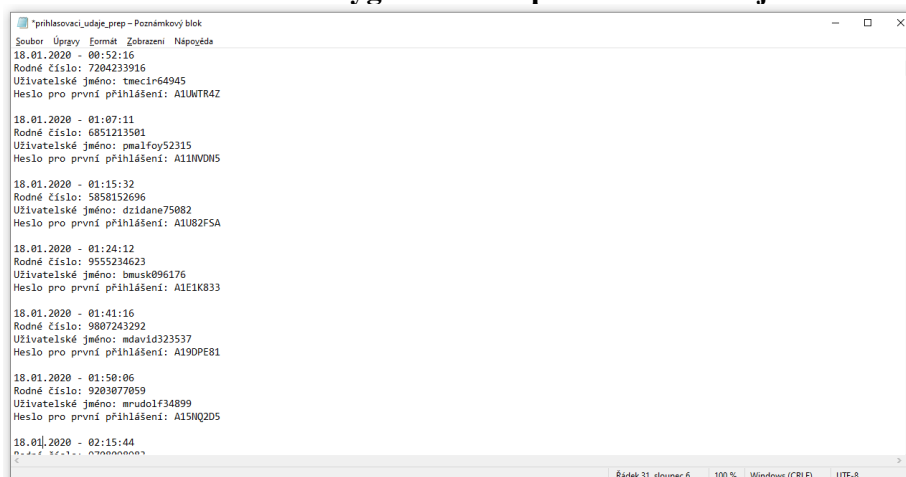 *prihlasovaci_udaje_prep – Poznámkový blok
Soubor Úpravy Formát Zobrazení Nápověda
18.01.2020 - 00:52:16
Rodné číslo: 7204233916
Uživatelské jméno: tmecir64945
Heslo pro první přihlášení: A1UWTR4Z
18.01.2020 - 01:07:11
Rodné číslo: 6851213501
Uživatelské jméno: pmalfoy52315
Heslo pro první přihlášení: A11NVDN5
18.01.2020 - 01:15:32
Rodné číslo: 5858152696
Uživatelské jméno: dzidane75082
Heslo pro první přihlášení: A1U82FSA
18.01.2020 - 01:24:12
Rodné číslo: 9555234623
Uživatelské jméno: bmusk096176
Heslo pro první přihlášení: A1E1K833
18.01.2020 - 01:41:16
Rodné číslo: 9807243292
Uživatelské jméno: mdavid323537
Heslo pro první přihlášení: A19DPE81
18.01.2020 - 01:50:06
Rodné číslo: 9203077059
Uživatelské jméno: mrudolf34899
Heslo pro první přihlášení: A15NQ2D5
18.01.2020 - 02:15:44
Řádek 31, sloupec 6 100 % Windows (CRLF) UTF-8